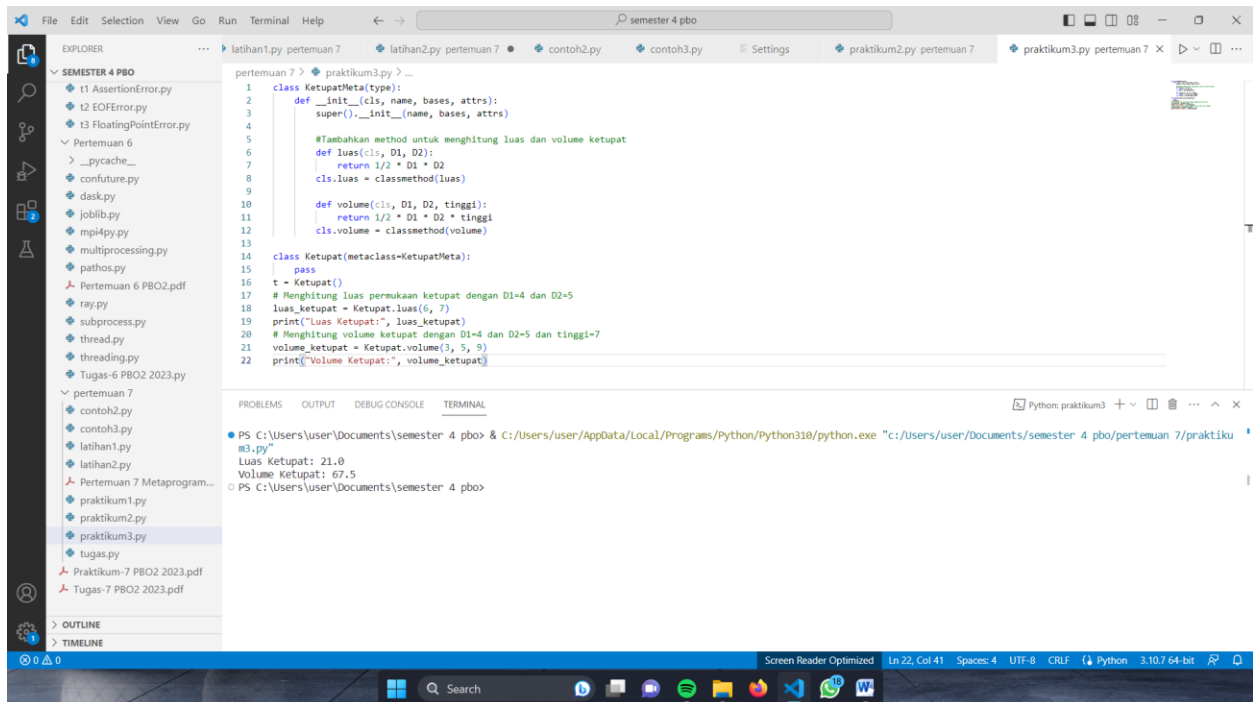 File Edit Selection View Go Run Terminal Help
semester 4 pbo
EXPLORER
latihan1.py pertemuan 7
latihan2.py pertemuan 7
contoh2.py
contoh3.py
Settings
praktikum2.py pertemuan 7
praktikum3.py pertemuan 7
SEMESTER 4 PBO
t1 AssertionError.py
t2 EOFError.py
t3 FloatingPointError.py
Pertemuan 6
__pycache__
confuture.py
dask.py
joblib.py
mpi4py.py
multiprocessing.py
pathos.py
Pertemuan 6 PBO2.pdf
ray.py
subprocess.py
thread.py
threading.py
Tugas-6 PBO2 2023.py
pertemuan 7
contoh2.py
contoh3.py
latihan1.py
latihan2.py
Pertemuan 7 Metaprogram...
praktikum1.py
praktikum2.py
praktikum3.py
tugas.py
Praktikum-7 PBO2 2023.pdf
Tugas-7 PBO2 2023.pdf
OUTLINE
TIMELINE
8
2
1
pertemuan 7 > praktikum3.py > ...
1 class KetupatMeta(type):
2 def __init__(cls, name, bases, attrs):
3 super().__init__(name, bases, attrs)
4
5 #Tambahkan method untuk menghitung luas dan volume ketupat
6 def luas(cls, D1, D2):
7 return 1/2 * D1 * D2
8 cls.luas = classmethod(luas)
9
10 def volume(cls, D1, D2, tinggi):
11 return 1/2 * D1 * D2 * tinggi
12 cls.volume = classmethod(volume)
13
14 class Ketupat(metaclass=KetupatMeta):
15 pass
16 t = Ketupat()
17 # Menghitung luas permukaan ketupat dengan D1=4 dan D2=5
18 luas_ketupat = Ketupat.luas(6, 7)
19 print("Luas Ketupat:", luas_ketupat)
20 # Menghitung volume ketupat dengan D1=4 dan D2=5 dan tinggi=7
21 volume_ketupat = Ketupat.volume(3, 5, 9)
22 print("Volume Ketupat:", volume_ketupat)
PROBLEMS OUTPUT DEBUG CONSOLE TERMINAL
Python: praktikum3
PS C:\Users\user\Documents\semester 4 pbo> & C:/Users/user/AppData/Local/Programs/Python/Python310/python.exe "c:/Users/user/Documents/semester 4 pbo/pertemuan 7/praktiku
m3.py"
Luas Ketupat: 21.0
Volume Ketupat: 67.5
PS C:\Users\user\Documents\semester 4 pbo>
0 0
Screen Reader Optimized Ln 22, Col 41 Spaces: 4 UTF-8 CRLF Python 3.10.7 64-bit
Search
18